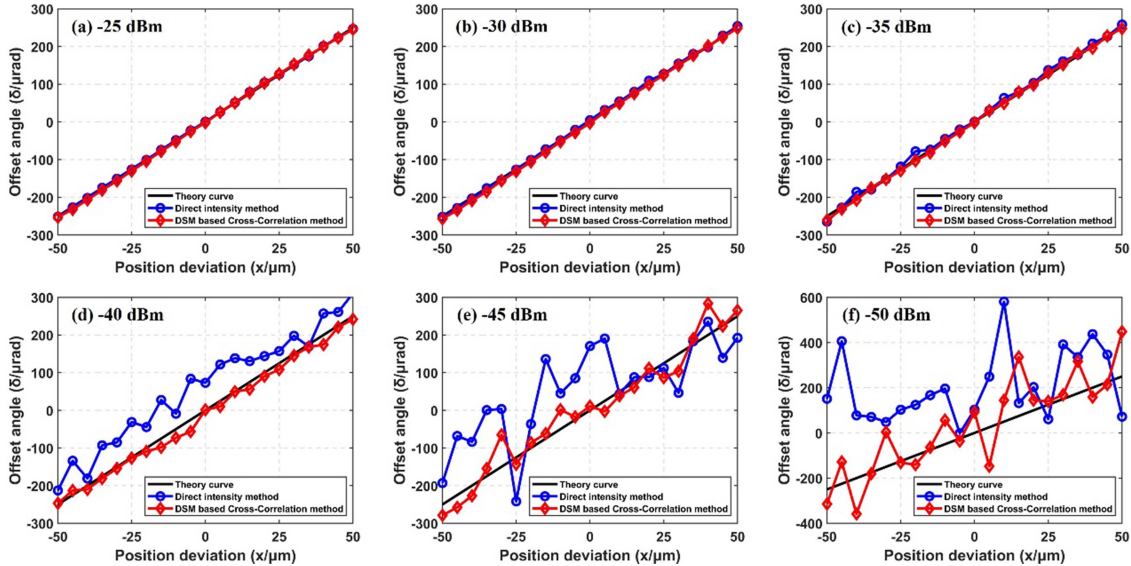 (a) -25 dBm
300
200
100
0
-100
-200
-300
Offset angle (δ/μrad)
Theory curve
Direct intensity method
DSM based Cross-Correlation method
-50 -25 0 25 50
Position deviation (x/μm)
(b) -30 dBm
300
200
100
0
-100
-200
-300
Offset angle (δ/μrad)
Theory curve
Direct intensity method
DSM based Cross-Correlation method
-50 -25 0 25 50
Position deviation (x/μm)
(c) -35 dBm
300
200
100
0
-100
-200
-300
Offset angle (δ/μrad)
Theory curve
Direct intensity method
DSM based Cross-Correlation method
-50 -25 0 25 50
Position deviation (x/μm)
(d) -40 dBm
300
200
100
0
-100
-200
-300
Offset angle (δ/μrad)
Theory curve
Direct intensity method
DSM based Cross-Correlation method
-50 -25 0 25 50
Position deviation (x/μm)
(e) -45 dBm
300
200
100
0
-100
-200
-300
Offset angle (δ/μrad)
Theory curve
Direct intensity method
DSM based Cross-Correlation method
-50 -25 0 25 50
Position deviation (x/μm)
(f) -50 dBm
600
400
200
0
-200
-400
Offset angle (δ/μrad)
Theory curve
Direct intensity method
DSM based Cross-Correlation method
-50 -25 0 25 50
Position deviation (x/μm)